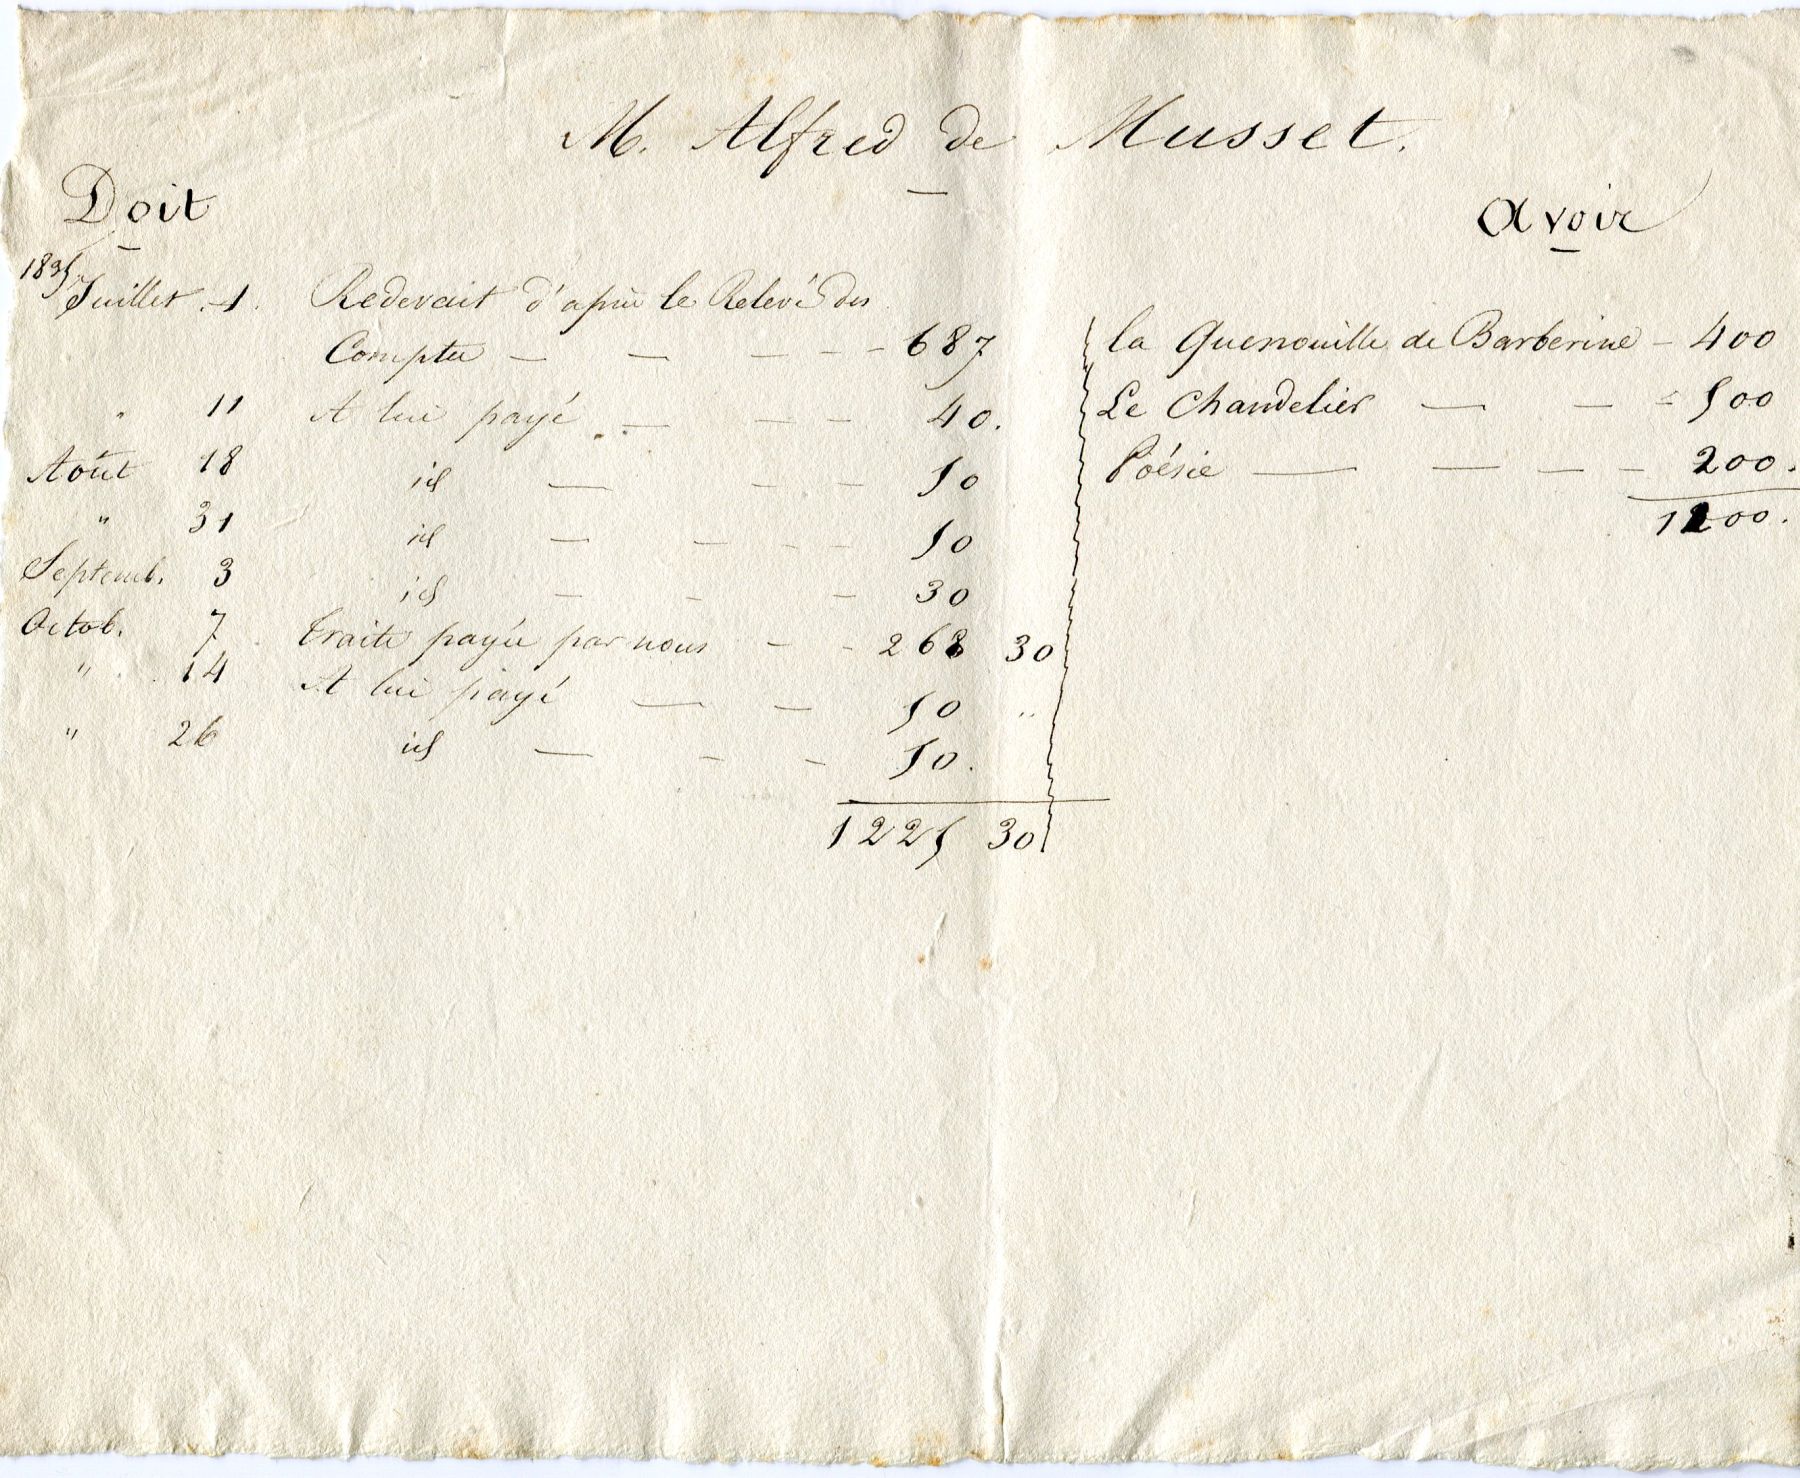 M. Alfred de Musset.
Doit
Avoir
1835
Juillet . 1. Redevait d'après le Relevé des
Comptes — — — — 687
" 11 A lui payé — — — 40.
Août 18 id — — — 50
" 31 id — — — — 50
Septemb. 3 id — — — 30
Octob. 7 Traite payée par nous — - 268 30
" 14 A lui payé — — 50 "
" 26 id — — — 50.
1225 30
la Quenouille de Barberine — 400
Le Chandelier — — = 500
Poésie — — — — 200.
1100.